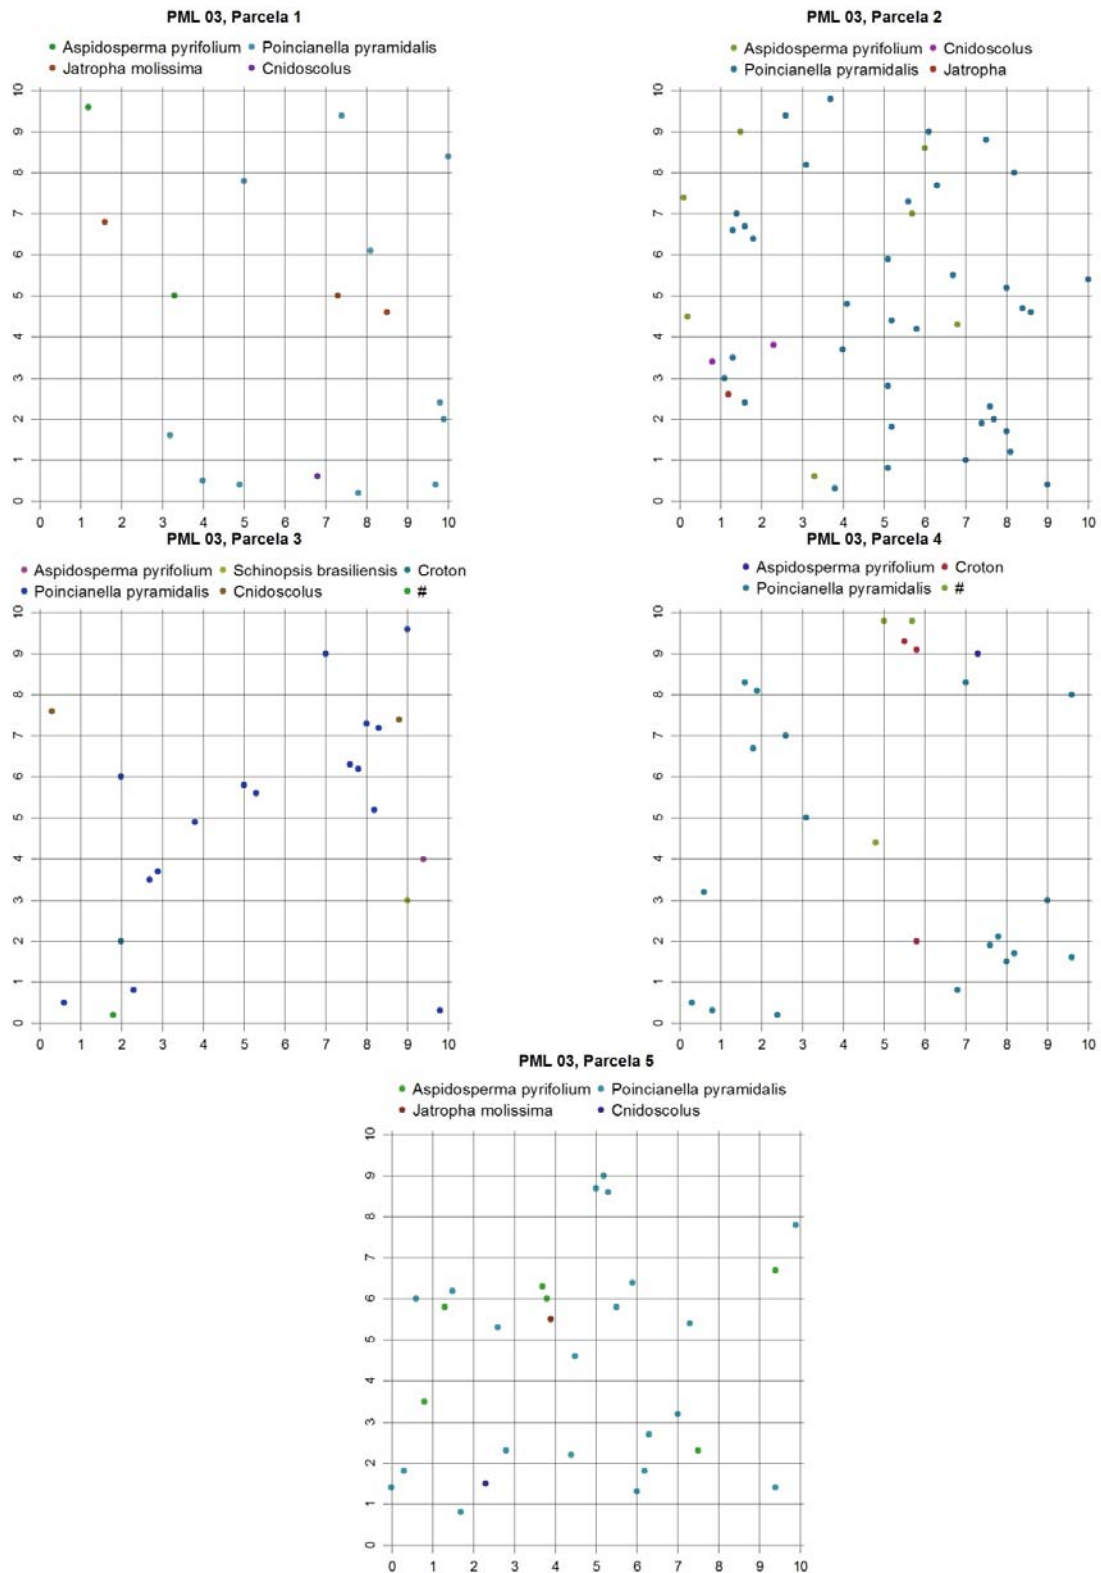 PML 03, Parcela 1
Aspidosperma pyrifolium Poincianella pyramidalis
Jatropha molissima Cnidoscolus
10
9
8
7
6
5
4
3
2
1
0
0 1 2 3 4 5 6 7 8 9 10
PML 03, Parcela 2
Aspidosperma pyrifolium Cnidoscolus
Poincianella pyramidalis Jatropha
10
9
8
7
6
5
4
3
2
1
0
0 1 2 3 4 5 6 7 8 9 10
PML 03, Parcela 3
Aspidosperma pyrifolium Schinopsis brasiliensis Croton
Poincianella pyramidalis Cnidoscolus #
10
9
8
7
6
5
4
3
2
1
0
0 1 2 3 4 5 6 7 8 9 10
PML 03, Parcela 4
Aspidosperma pyrifolium Croton
Poincianella pyramidalis #
10
9
8
7
6
5
4
3
2
1
0
0 1 2 3 4 5 6 7 8 9 10
PML 03, Parcela 5
Aspidosperma pyrifolium Poincianella pyramidalis
Jatropha molissima Cnidoscolus
10
9
8
7
6
5
4
3
2
1
0
0 1 2 3 4 5 6 7 8 9 10